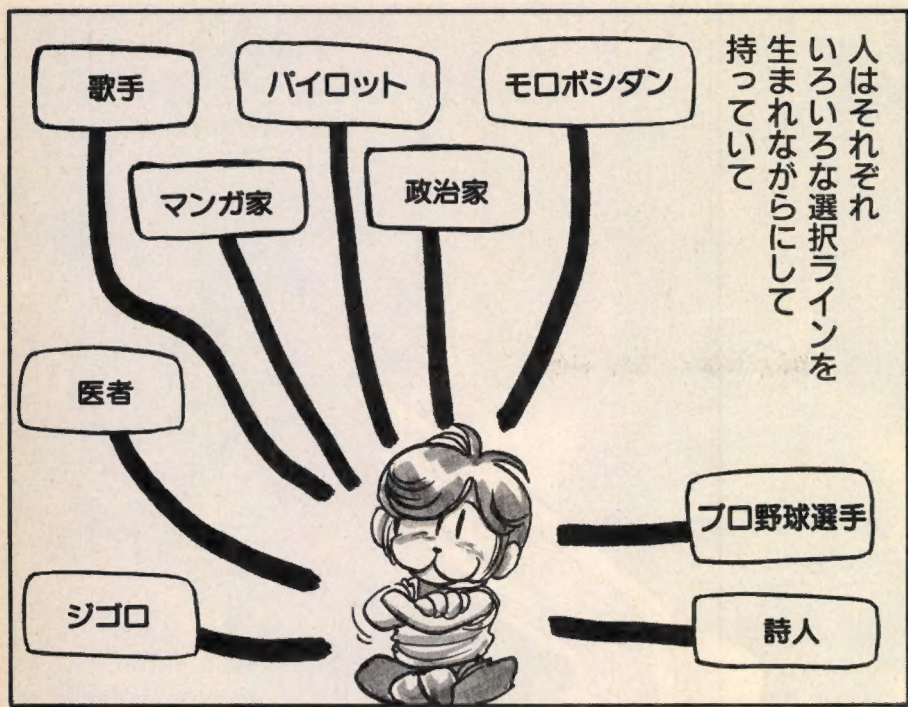 人はそれぞれ
いろいろな選択ラインを
生まれながらにして
持っていて
モロボシダン
パイロット
歌手
政治家
マンガ家
医者
プロ野球選手
詩人
ジゴロ